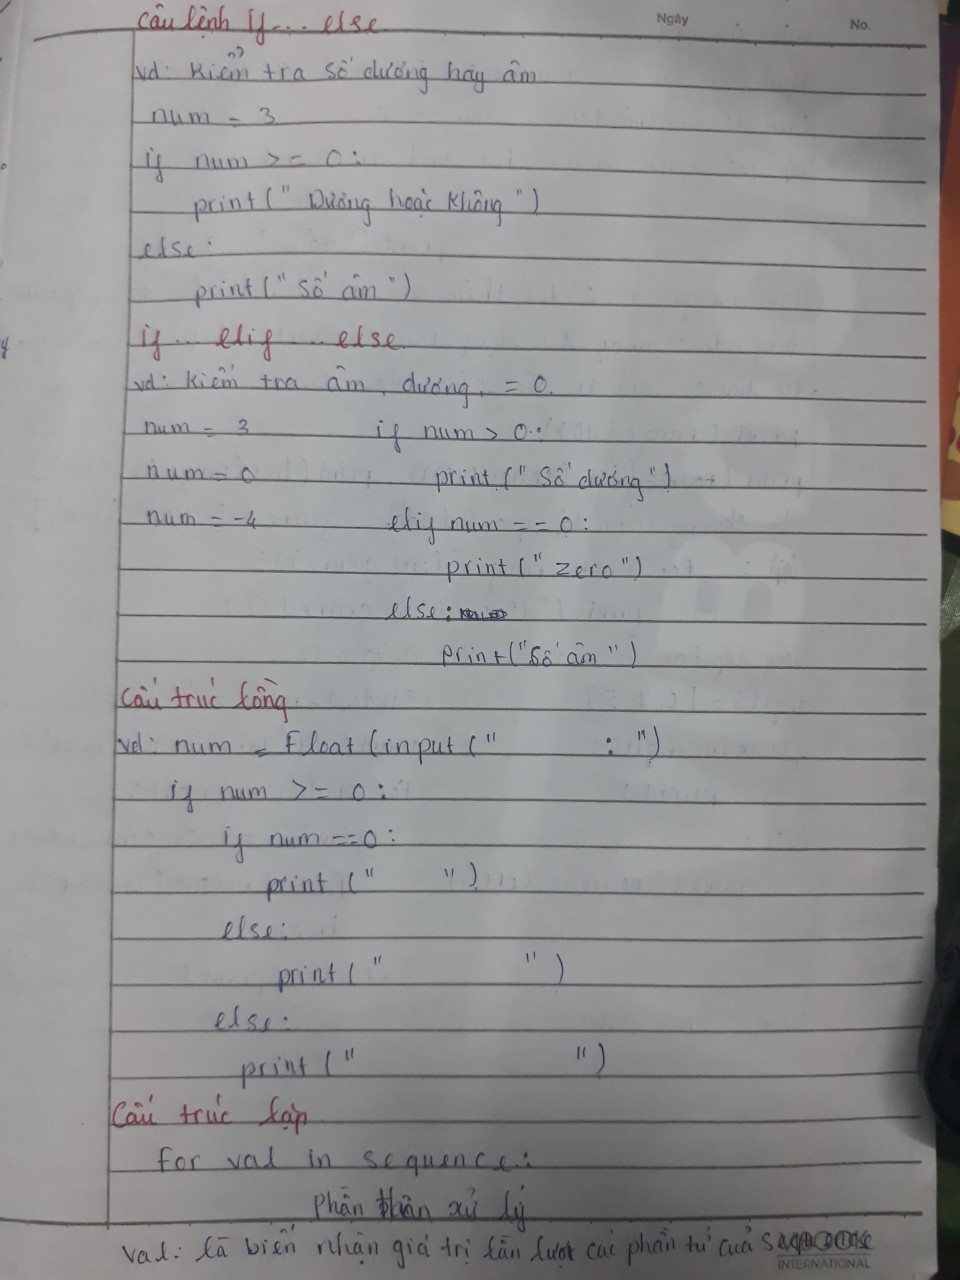 Câu lệnh if... else
Ngày . . No.
vd: Kiểm tra số dương hay âm
num = 3
if num >= 0:
print(" Dương hoặc không ")
else:
print(" Số âm ")
if... elif... else
vd: Kiểm tra âm, dương, = 0.
num = 3 if num > 0:
num = 0 print (" Số dương ")
num = -4 elif num == 0:
print (" zero ")
else:
print("Số âm ")
Cấu trúc lồng
vd: num = Float (input (" : ")
if num >= 0:
if num ==0:
print (" ")
else:
print (" ")
else:
print (" ")
Cấu trúc lặp
for val in sequence:
Phần thân xử lý
val: là biến nhận giá trị lần lượt các phần tử của
INTERNATIONAL